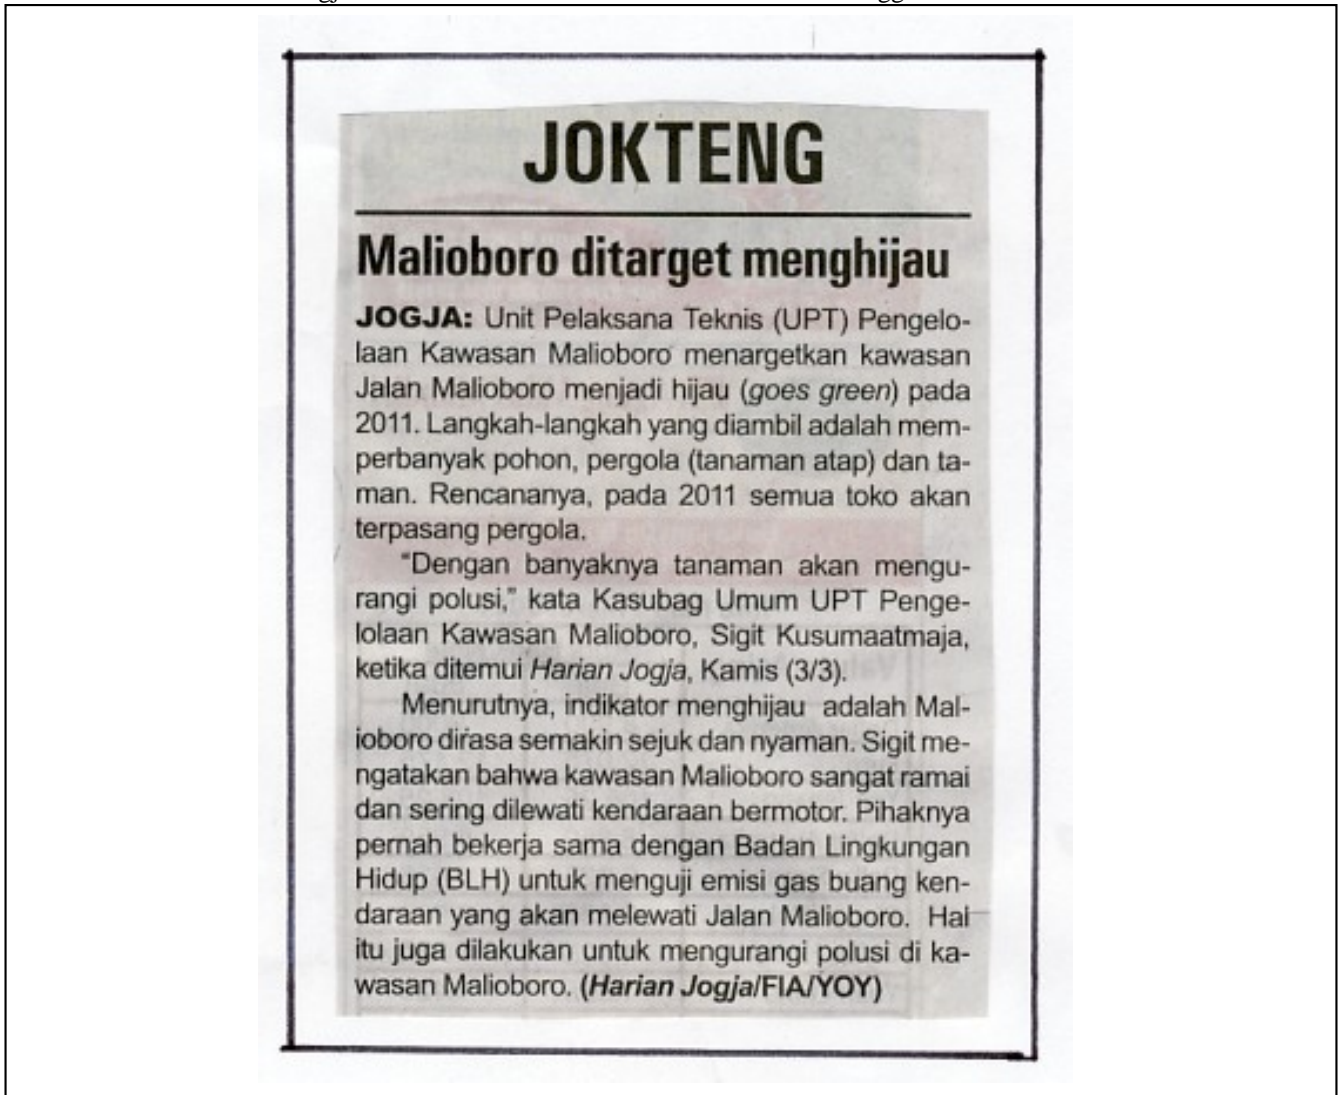 JOKTENG
Malioboro ditarget menghijau
JOGJA: Unit Pelaksana Teknis (UPT) Pengelo-
laan Kawasan Malioboro menargetkan kawasan
Jalan Malioboro menjadi hijau (goes green) pada
2011. Langkah-langkah yang diambil adalah mem-
perbanyak pohon, pergola (tanaman atap) dan ta-
man. Rencananya, pada 2011 semua toko akan
terpasang pergola.
"Dengan banyaknya tanaman akan mengu-
rangi polusi," kata Kasubag Umum UPT Penge-
lolaan Kawasan Malioboro, Sigit Kusumaatmaja,
ketika ditemui Harian Jogja, Kamis (3/3).
Menurutnya, indikator menghijau adalah Mal-
ioboro dirasa semakin sejuk dan nyaman. Sigit me-
ngatakan bahwa kawasan Malioboro sangat ramai
dan sering dilewati kendaraan bermotor. Pihaknya
pernah bekerja sama dengan Badan Lingkungan
Hidup (BLH) untuk menguji emisi gas buang ken-
daraan yang akan melewati Jalan Malioboro. Hal
itu juga dilakukan untuk mengurangi polusi di ka-
wasan Malioboro. (Harian Jogja/FIA/YOY)